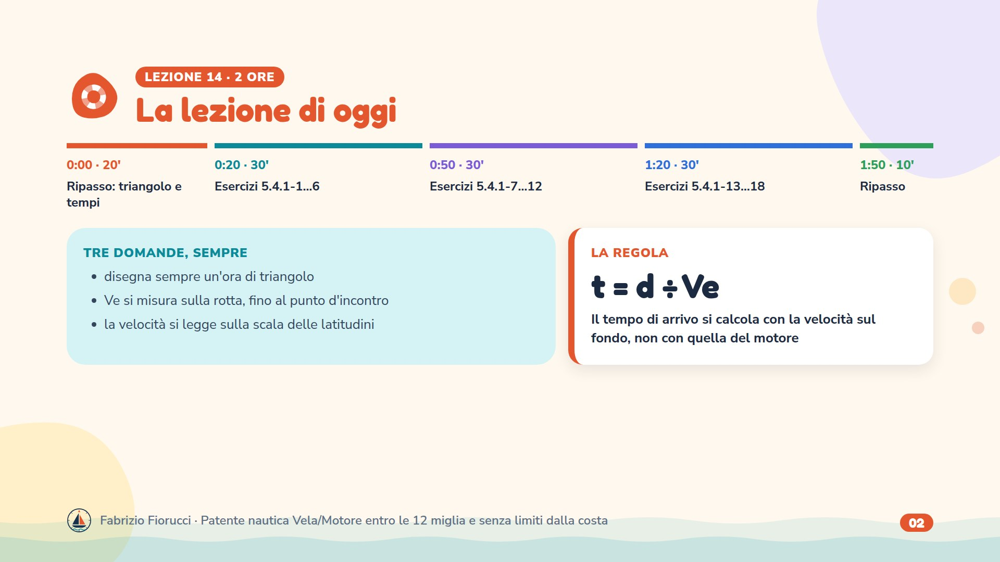 LEZIONE 14 · 2 ORE
La lezione di oggi
0:00 · 20'
Ripasso: triangolo e
tempi
0:20 · 30'
Esercizi 5.4.1-1…6
0:50 · 30'
Esercizi 5.4.1-7…12
1:20 · 30'
Esercizi 5.4.1-13…18
1:50 · 10'
Ripasso
TRE DOMANDE, SEMPRE
• disegna sempre un'ora di triangolo
• Ve si misura sulla rotta, fino al punto d'incontro
• la velocità si legge sulla scala delle latitudini
LA REGOLA
t = d ÷ Ve
Il tempo di arrivo si calcola con la velocità sul
fondo, non con quella del motore
Fabrizio Fiorucci · Patente nautica Vela/Motore entro le 12 miglia e senza limiti dalla costa
02